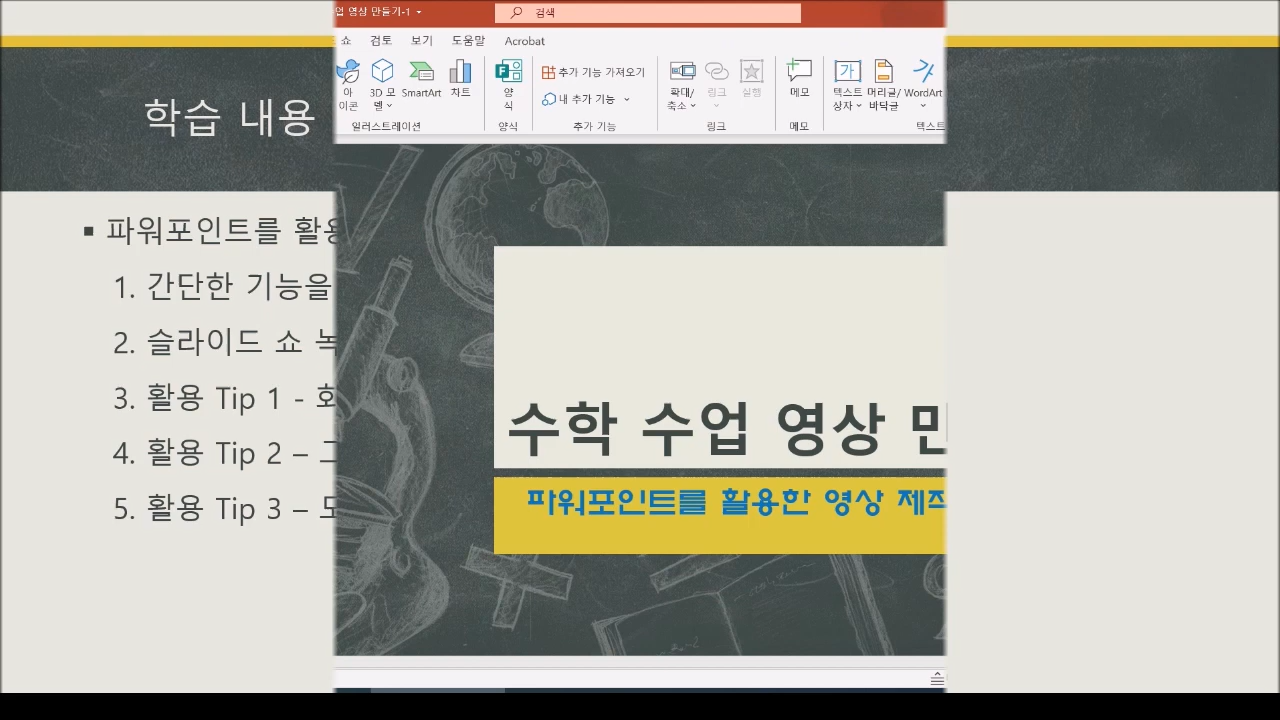 업 영상 만들기-1
검색
쇼 검토 보기 도움말 Acrobat
아이콘
3D 모델
SmartArt
차트
양식
추가 기능 가져오기
내 추가 기능
확대/축소
링크
실행
메모
텍스트 상자
머리글/바닥글
WordArt
일러스트레이션 양식 추가 기능 링크 메모 텍스트
학습 내용
▪ 파워포인트를
1. 간단한 기능을
2. 슬라이드 쇼
3. 활용 Tip 1 -
4. 활용 Tip 2 –
5. 활용 Tip 3 –
수학 수업 영상
파워포인트를 활용한 영상